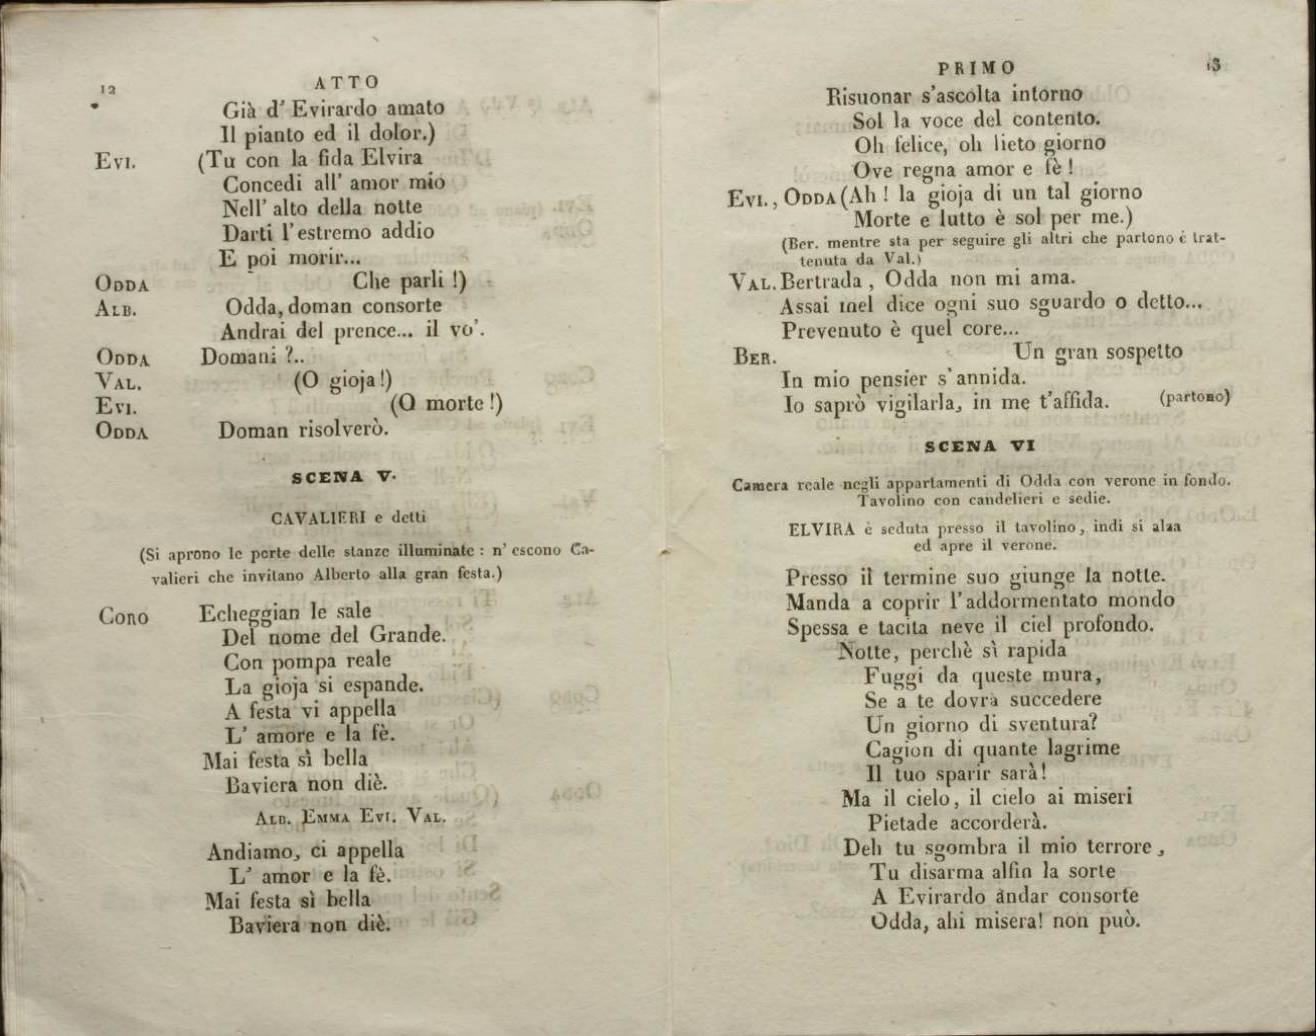 12
ATTO
Già d' Evirardo amato
Il pianto ed il dolor.)
Evi. (Tu con la fida Elvira
Concedi all' amor mio
Nell' alto della notte
Darti l'estremo addio
E poi morir...
Odda Che parli !)
Alb. Odda, doman consorte
Andrai del prence... il vo'.
Odda Domani ?..
Val. (O gioja!)
Evi. (O morte!)
Odda Doman risolverò.
SCENA V.
CAVALIERI e detti
(Si aprono le porte delle stanze illuminate : n' escono Ca-
valieri che invitano Alberto alla gran festa.)
Coro Echeggian le sale
Del nome del Grande.
Con pompa reale
La gioja si espande.
A festa vi appella
L' amore e la fè.
Mai festa sì bella
Baviera non diè.
Alb. Emma Evi. Val.
Andiamo, ci appella
L' amor e la fè.
Mai festa sì bella
Baviera non diè.
PRIMO
13
Risuonar s'ascolta intorno
Sol la voce del contento.
Oh felice, oh lieto giorno
Ove regna amor e fè !
Evi., Odda (Ah ! la gioja di un tal giorno
Morte e lutto è sol per me.)
(Ber. mentre sta per seguire gli altri che partono è trat-
tenuta da Val.)
Val. Bertrada, Odda non mi ama.
Assai mel dice ogni suo sguardo o detto...
Prevenuto è quel core...
Ber. Un gran sospetto
In mio pensier s'annida.
Io saprò vigilarla, in me t'affida. (partono)
SCENA VI
Camera reale negli appartamenti di Odda con verone in fondo.
Tavolino con candelieri e sedie.
ELVIRA è seduta presso il tavolino, indi si alza
ed apre il verone.
Presso il termine suo giunge la notte.
Manda a coprir l'addormentato mondo
Spessa e tacita neve il ciel profondo.
Notte, perchè sì rapida
Fuggi da queste mura,
Se a te dovrà succedere
Un giorno di sventura?
Cagion di quante lagrime
Il tuo sparir sarà!
Ma il cielo, il cielo ai miseri
Pietade accorderà.
Deh tu sgombra il mio terrore,
Tu disarma alfin la sorte
A Evirardo andar consorte
Odda, ahi misera! non può.